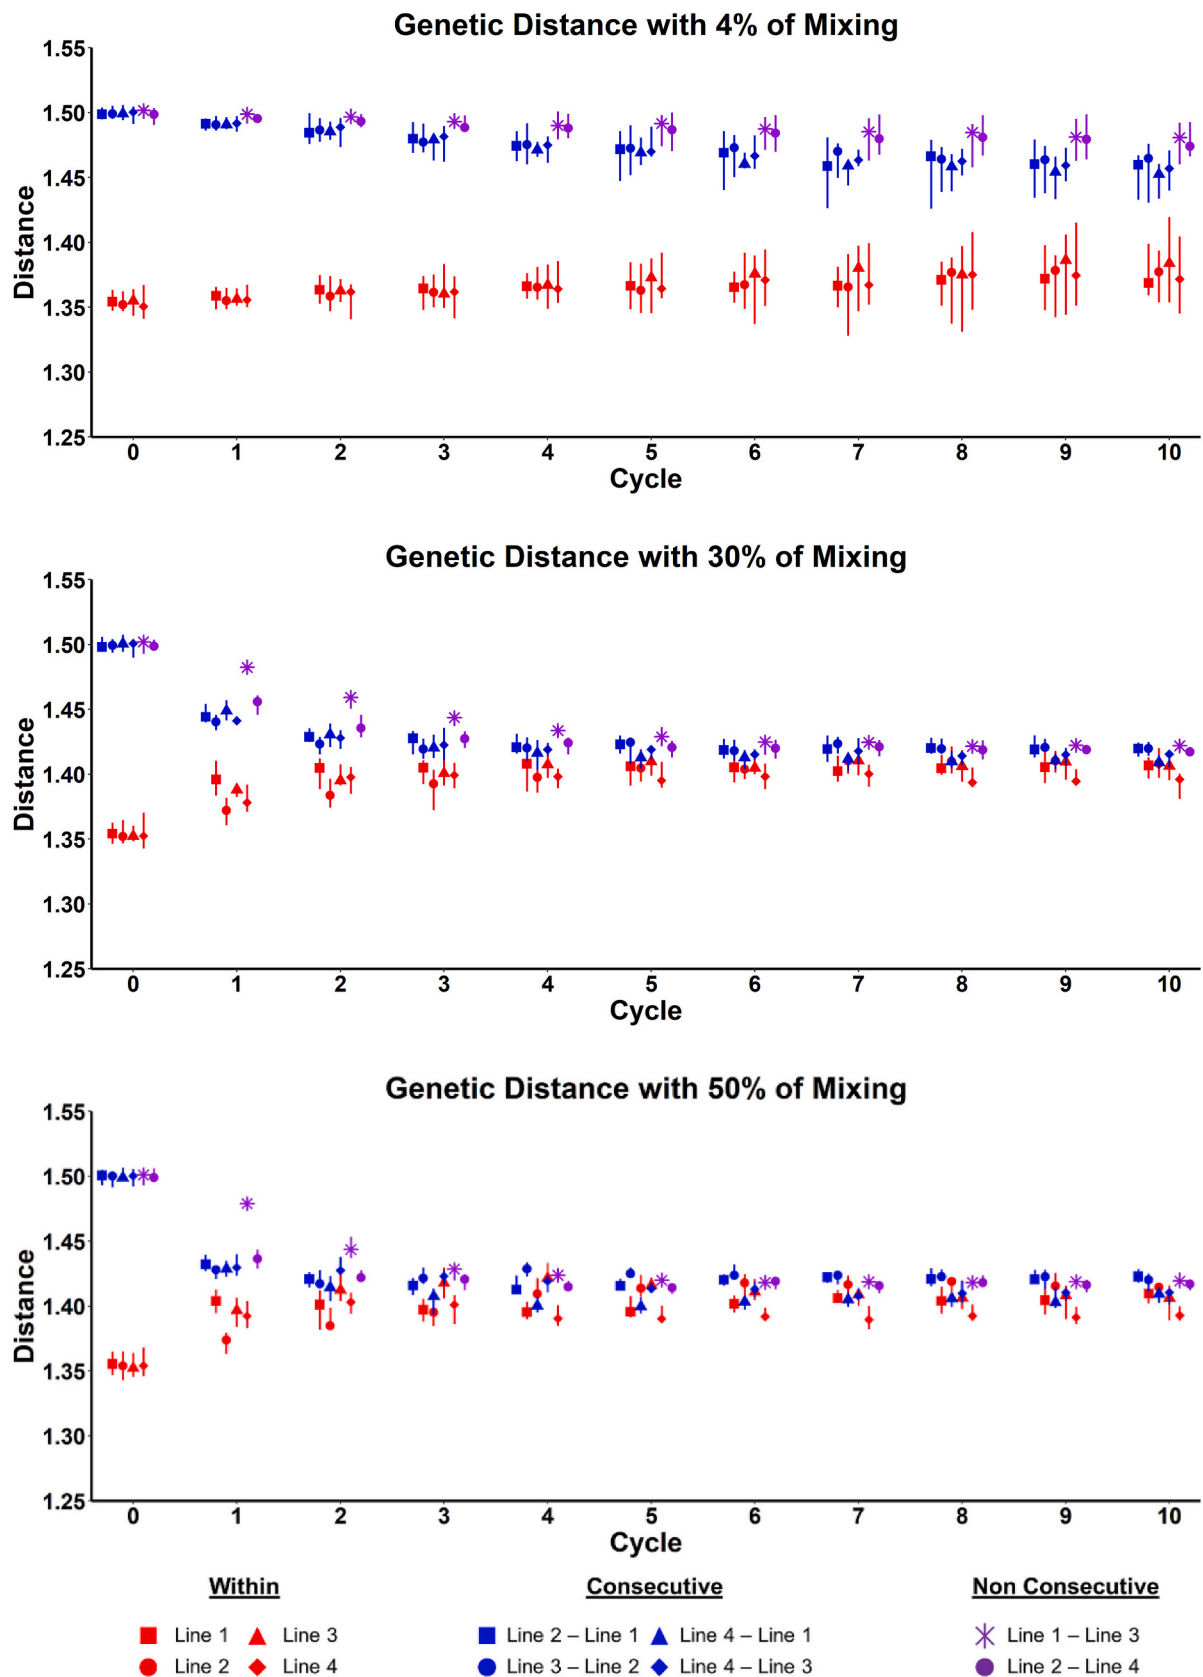 Genetic Distance with 4% of Mixing
1.55
1.50
1.45
1.40
1.35
1.30
1.25
Distance
0 1 2 3 4 5 6 7 8 9 10
Cycle
Genetic Distance with 30% of Mixing
1.55
1.50
1.45
1.40
1.35
1.30
1.25
Distance
0 1 2 3 4 5 6 7 8 9 10
Cycle
Genetic Distance with 50% of Mixing
1.55
1.50
1.45
1.40
1.35
1.30
1.25
Distance
0 1 2 3 4 5 6 7 8 9 10
Cycle
Within Consecutive Non Consecutive
Line 1 Line 3 Line 2 – Line 1 Line 4 – Line 1 Line 1 – Line 3
Line 2 Line 4 Line 3 – Line 2 Line 4 – Line 3 Line 2 – Line 4